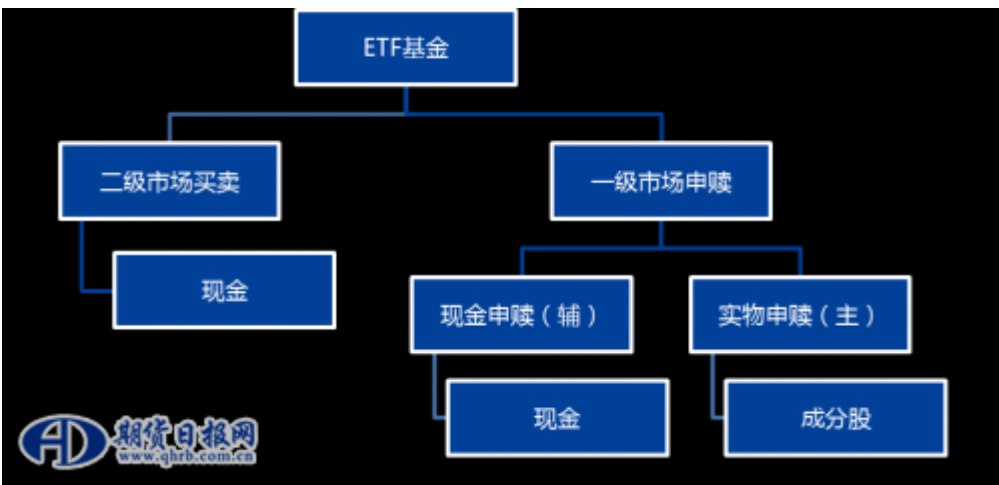 ETF基金
二级市场买卖
一级市场申赎
现金
现金申赎（辅）
实物申赎（主）
现金
成分股
期货日报网
www.qhrb.com.cn